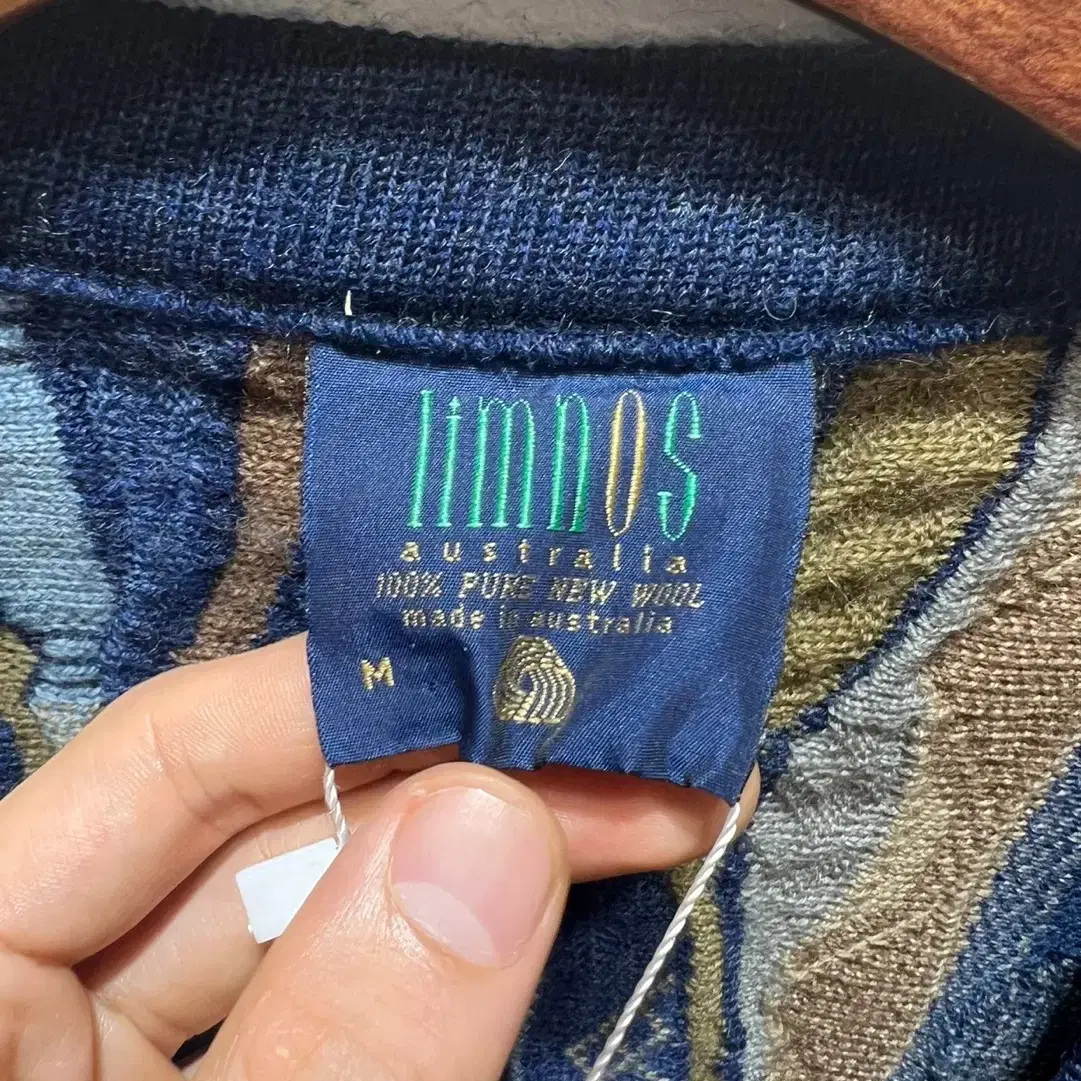 limnos
australia
100% PURE NEW WOOL
made in australia
M